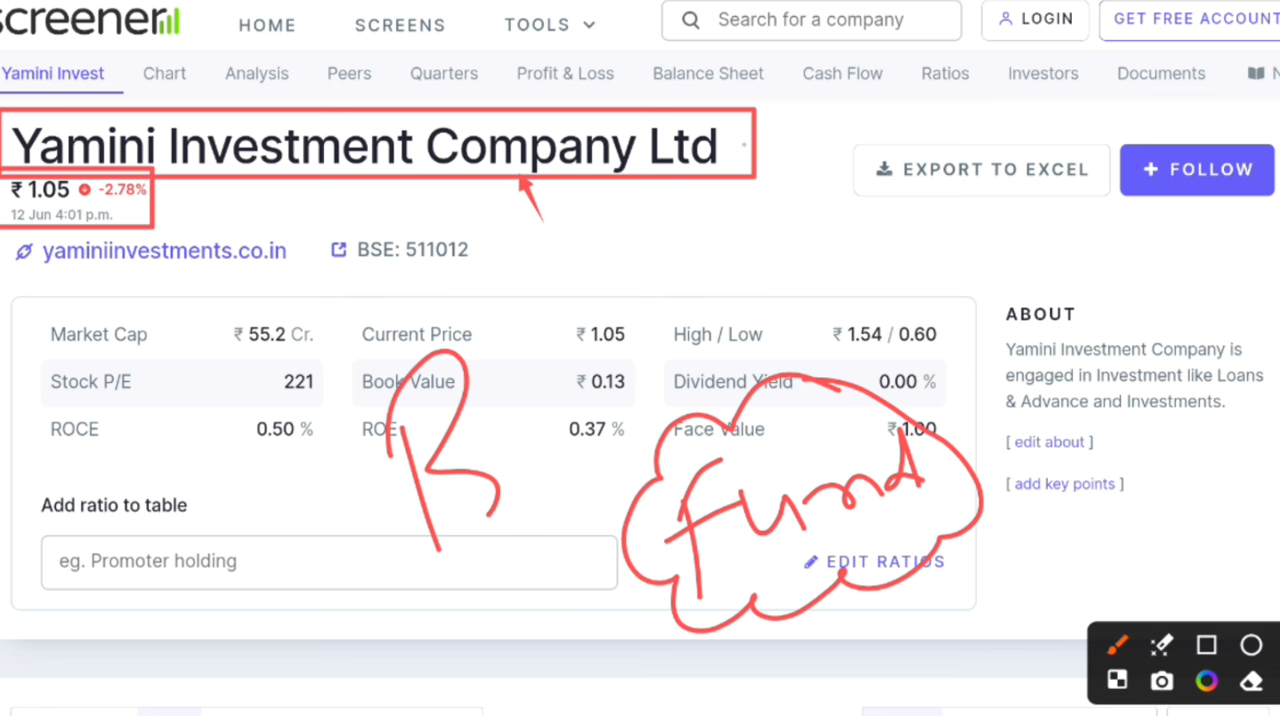 screener
HOME SCREENS TOOLS
Search for a company
LOGIN
GET FREE ACCOUNT
Yamini Invest Chart Analysis Peers Quarters Profit & Loss Balance Sheet Cash Flow Ratios Investors Documents N
Yamini Investment Company Ltd
₹ 1.05 -2.78%
12 Jun 4:01 p.m.
EXPORT TO EXCEL
+ FOLLOW
yaminiinvestments.co.in BSE: 511012
Market Cap ₹ 55.2 Cr. Current Price ₹ 1.05 High / Low ₹ 1.54 / 0.60
Stock P/E 221 Book Value ₹ 0.13 Dividend Yield 0.00 %
ROCE 0.50 % ROE 0.37 % Face Value ₹ 1.00
Add ratio to table
eg. Promoter holding
EDIT RATIOS
ABOUT
Yamini Investment Company is
engaged in Investment like Loans
& Advance and Investments.
[ edit about ]
[ add key points ]
R
Fund